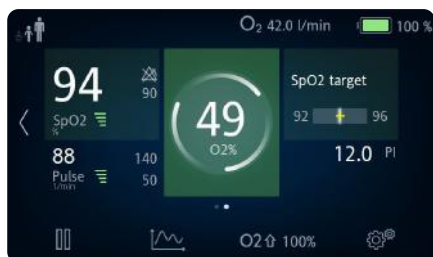 O2 42.0 l/min 100 %
94
90
SpO2
%
49
O2%
SpO2 target
92 96
88
Pulse
1/min
140
50
12.0 PI
O2⇧ 100%